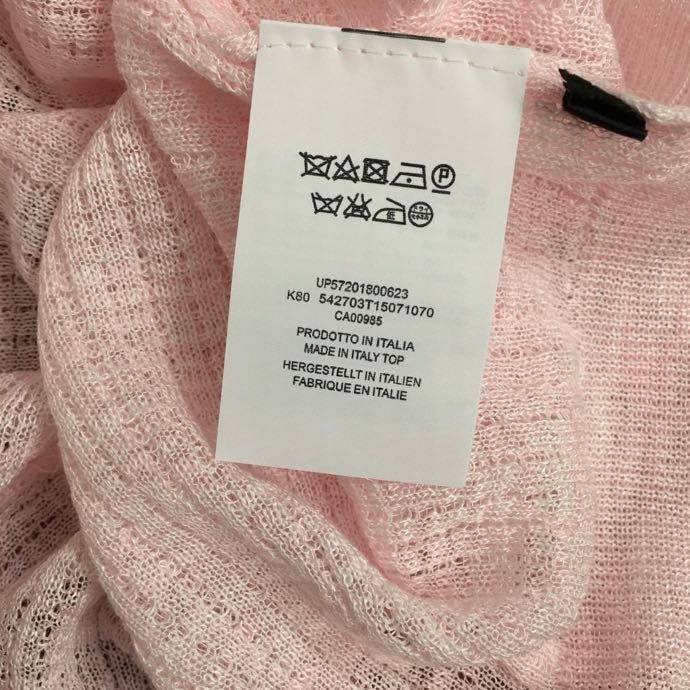 P
UP57201800623
K80 542703T15071070
CA00985
PRODOTTO IN ITALIA
MADE IN ITALY TOP
HERGESTELLT IN ITALIEN
FABRIQUE EN ITALIE